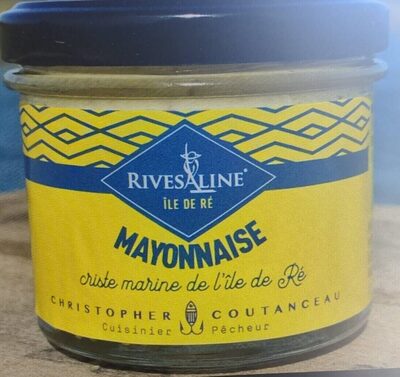 RIVESALINE®
ÎLE DE RÉ
MAYONNAISE
criste marine de l'île de Ré
CHRISTOPHER COUTANCEAU
Cuisinier Pêcheur